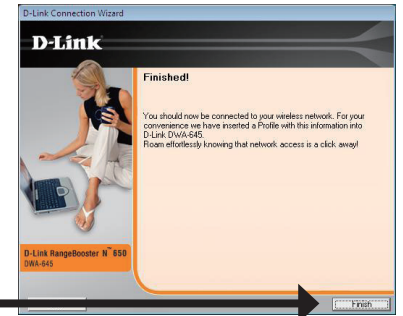 D-Link Connection Wizard
D-Link
Finished!
You should now be connected to your wireless network. For your
convenience we have inserted a Profile with this information into
D-Link DWA-645.
Roam effortlessly knowing that network access is a click away!
D-Link RangeBooster N™ 650
DWA-645
Finish